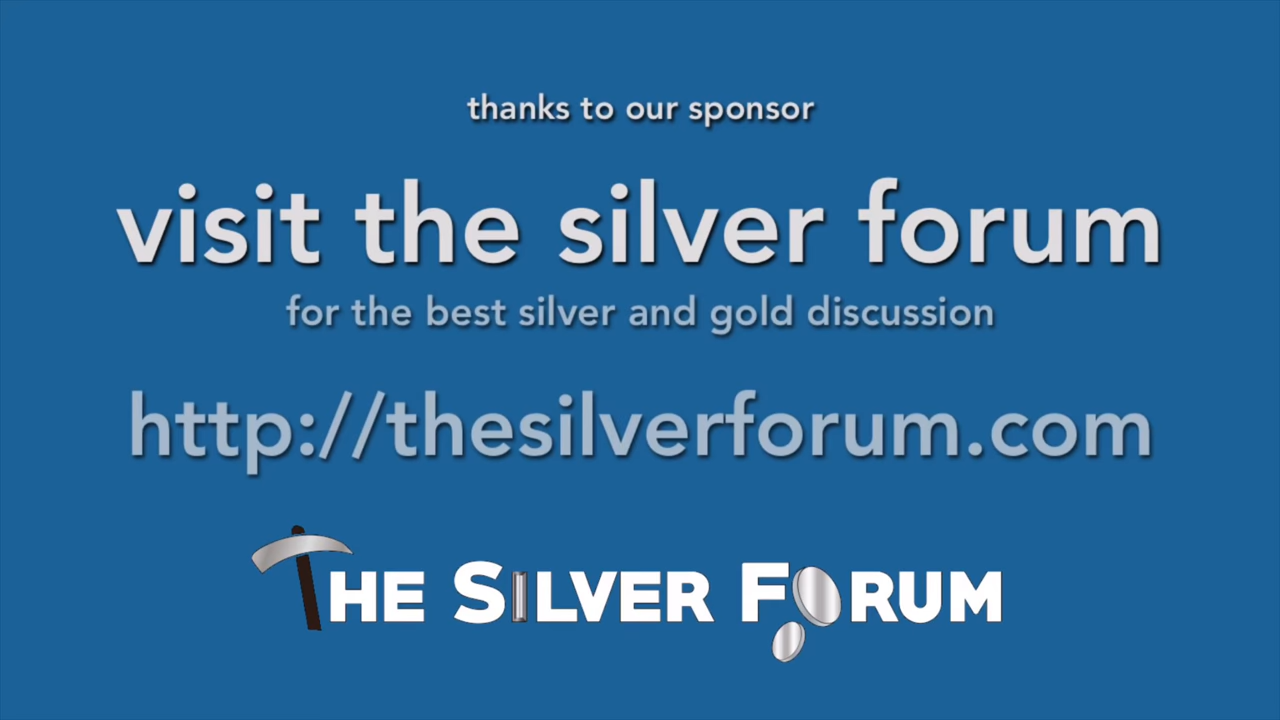 thanks to our sponsor
visit the silver forum
for the best silver and gold discussion
http://thesilverforum.com
THE SILVER FORUM